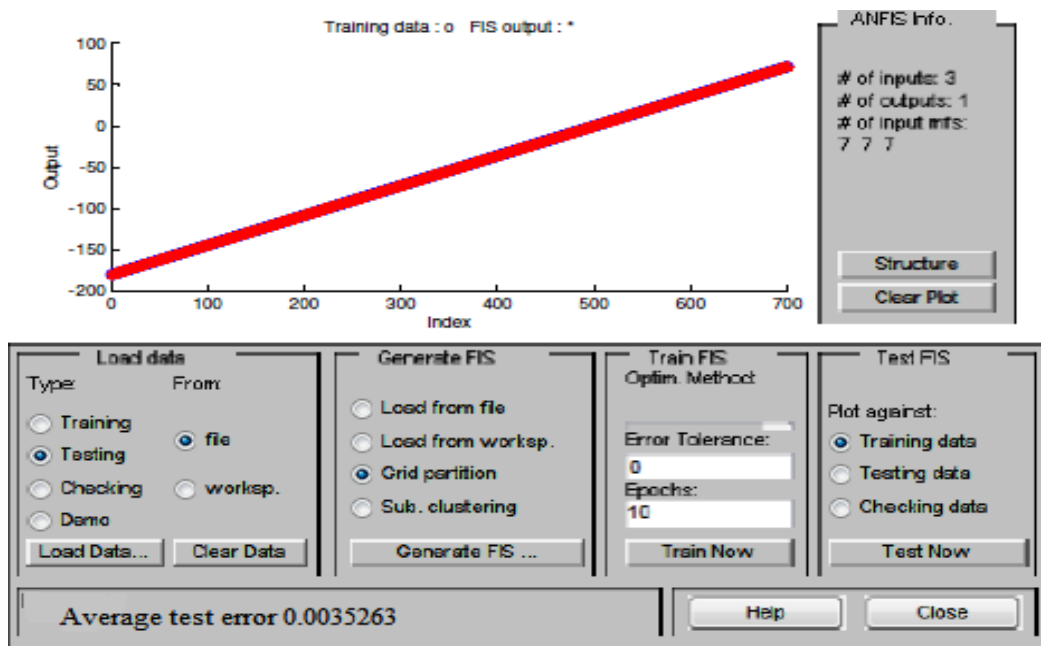 Training data : o FIS output : *
100
50
0
-50
-100
-150
-200
Output
0 100 200 300 400 500 600 700
Index
ANFIS Info.
# of inputs: 3
# of outputs: 1
# of input mfs:
7 7 7
Structure
Clear Plot
Load data
Type:
From:
Training
Testing
Checking
Demo
file
worksp.
Load Data...
Clear Data
Generate FIS
Load from file
Load from worksp.
Grid partition
Sub. clustering
Generate FIS ...
Train FIS
Optim. Method:
Error Tolerance:
0
Epochs:
10
Train Now
Test FIS
Plot against:
Training data
Testing data
Checking data
Test Now
Average test error 0.0035263
Help
Close